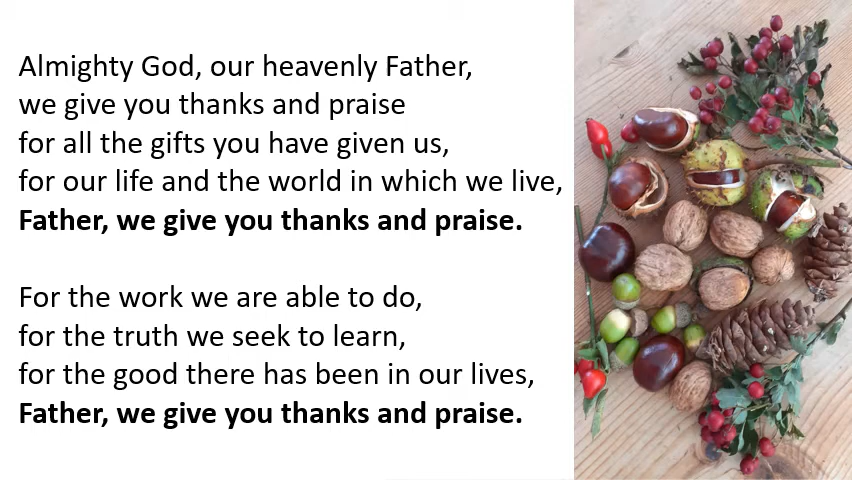 Almighty God, our heavenly Father,
we give you thanks and praise
for all the gifts you have given us,
for our life and the world in which we live,
Father, we give you thanks and praise.
For the work we are able to do,
for the truth we seek to learn,
for the good there has been in our lives,
Father, we give you thanks and praise.